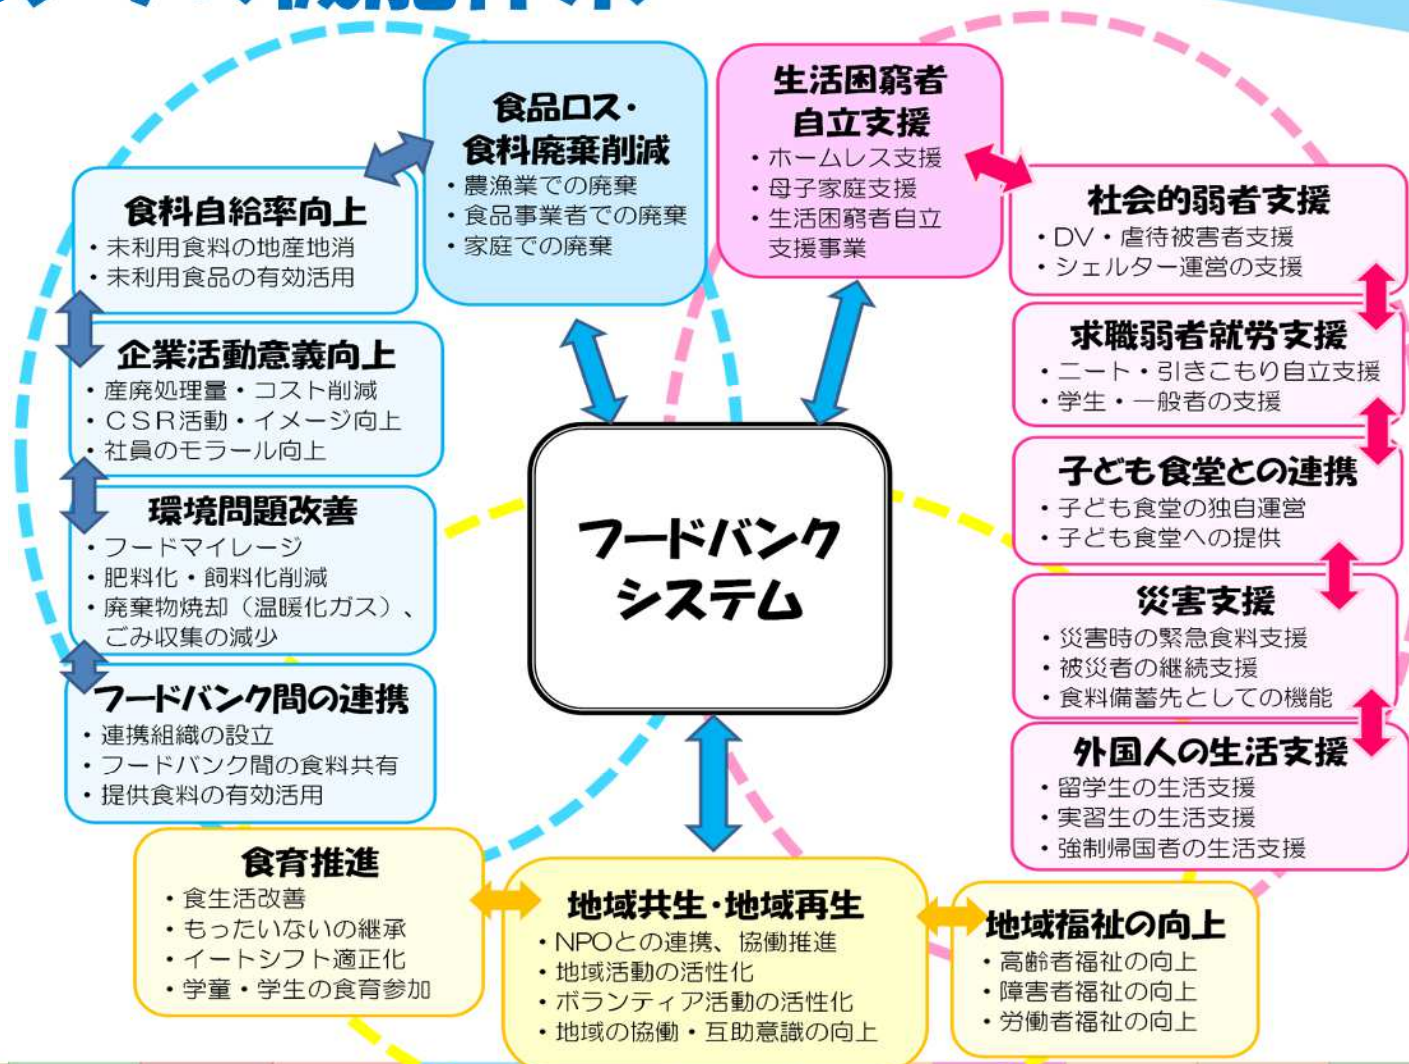 機能体系
食品ロス・
食料廃棄削減
・農漁業での廃棄
・食品事業者での廃棄
・家庭での廃棄
生活困窮者
自立支援
・ホームレス支援
・母子家庭支援
・生活困窮者自立
支援事業
食料自給率向上
・未利用食料の地産地消
・未利用食品の有効活用
社会的弱者支援
・DV・虐待被害者支援
・シェルター運営の支援
企業活動意義向上
・産廃処理量・コスト削減
・CSR活動・イメージ向上
・社員のモラール向上
求職弱者就労支援
・ニート・引きこもり自立支援
・学生・一般者の支援
環境問題改善
・フードマイレージ
・肥料化・飼料化削減
・廃棄物焼却（温暖化ガス）、
ごみ収集の減少
フードバンク
システム
子ども食堂との連携
・子ども食堂の独自運営
・子ども食堂への提供
災害支援
・災害時の緊急食料支援
・被災者の継続支援
・食料備蓄先としての機能
フードバンク間の連携
・連携組織の設立
・フードバンク間の食料共有
・提供食料の有効活用
外国人の生活支援
・留学生の生活支援
・実習生の生活支援
・強制帰国者の生活支援
食育推進
・食生活改善
・もったいないの継承
・イートシフト適正化
・学童・学生の食育参加
地域共生・地域再生
・NPOとの連携、協働推進
・地域活動の活性化
・ボランティア活動の活性化
・地域の協働・互助意識の向上
地域福祉の向上
・高齢者福祉の向上
・障害者福祉の向上
・労働者福祉の向上